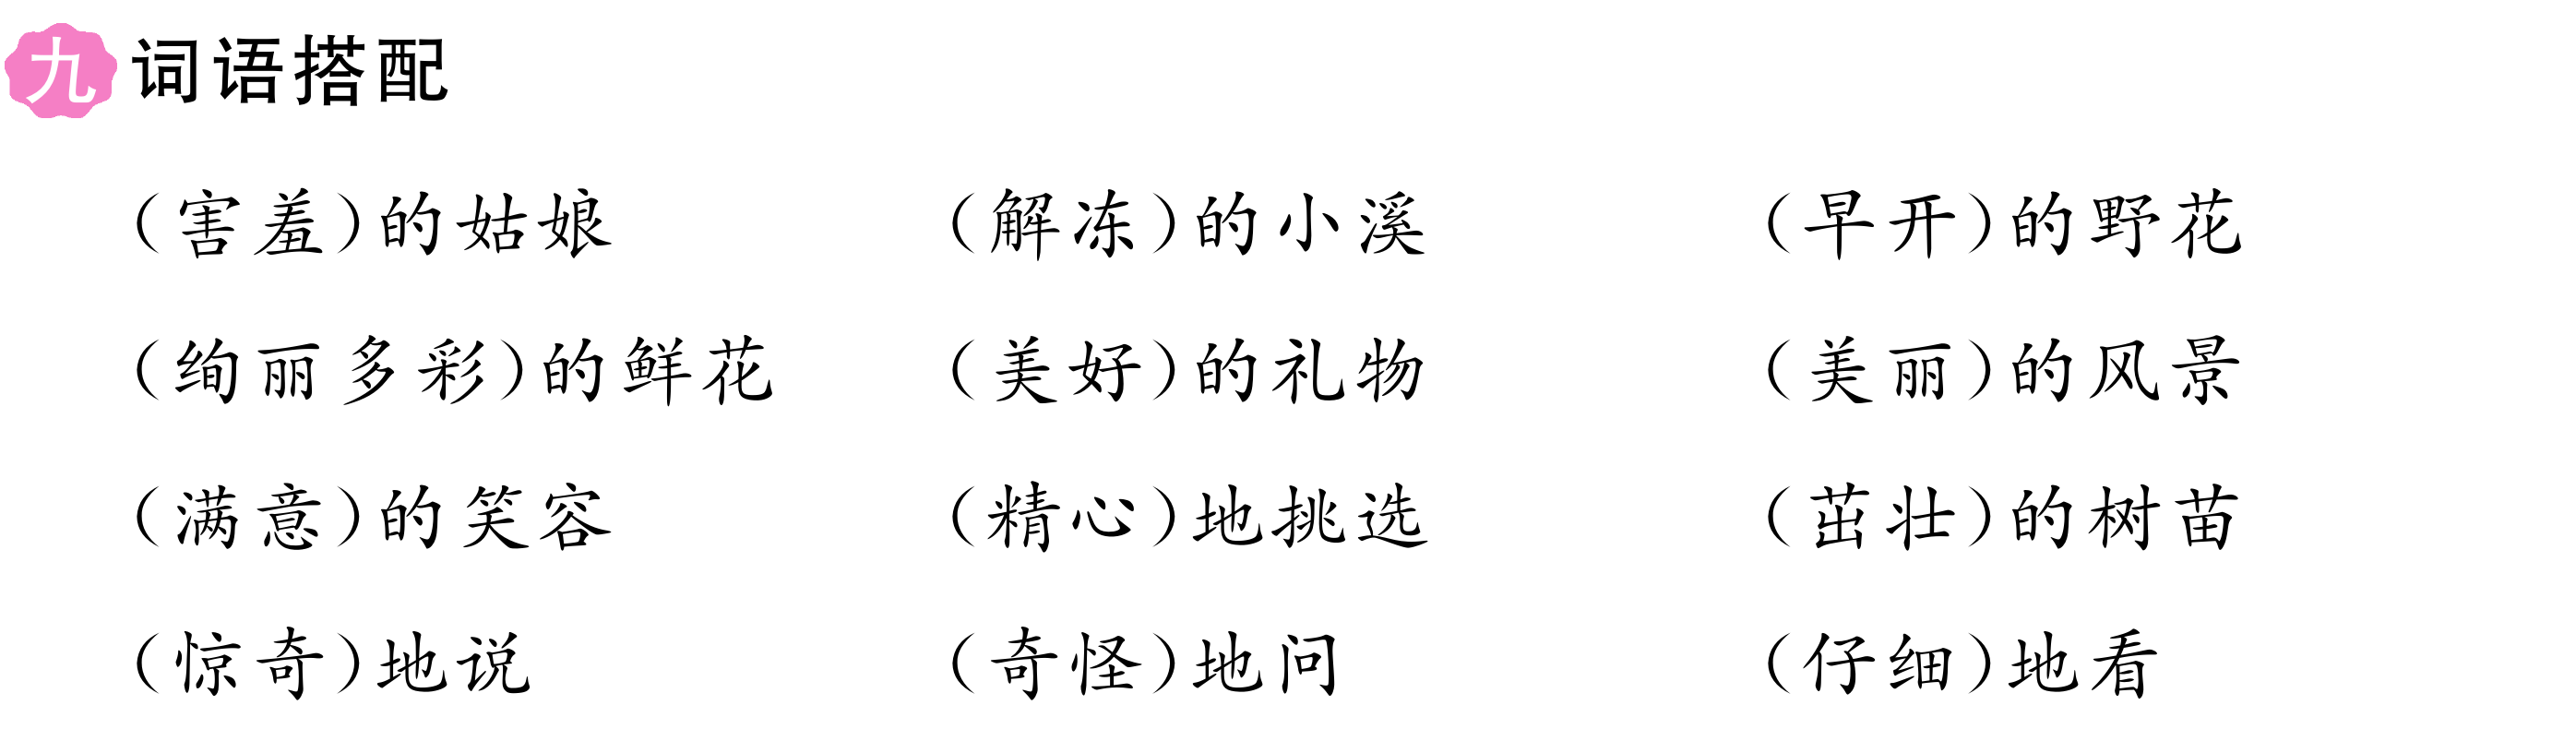 九 词语搭配
（害羞）的姑娘 （解冻）的小溪 （早开）的野花
（绚丽多彩）的鲜花 （美好）的礼物 （美丽）的风景
（满意）的笑容 （精心）地挑选 （茁壮）的树苗
（惊奇）地说 （奇怪）地问 （仔细）地看